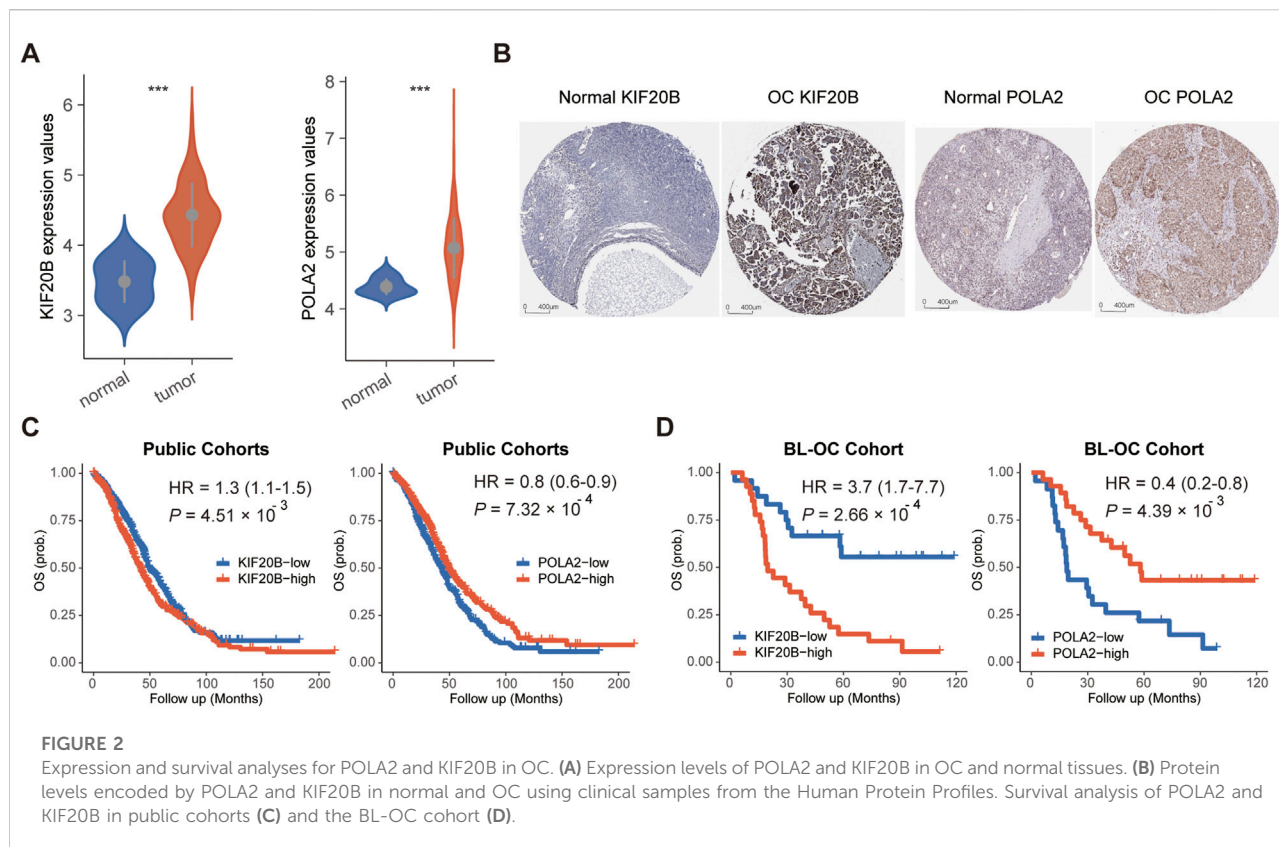 A
KIF20B expression values
6
5
4
3
***
normal
tumor
POLA2 expression values
8
7
6
5
4
***
normal
tumor
B
Normal KIF20B
OC KIF20B
Normal POLA2
OC POLA2
0 400um
0 400um
0 400um
0 400um
C
Public Cohorts
HR = 1.3 (1.1-1.5)
P = 4.51 × 10-3
OS (prob.)
1.00
0.75
0.50
0.25
0.00
KIF20B-low
KIF20B-high
0 50 100 150 200
Follow up (Months)
Public Cohorts
HR = 0.8 (0.6-0.9)
P = 7.32 × 10-4
OS (prob.)
1.00
0.75
0.50
0.25
0.00
POLA2-low
POLA2-high
0 50 100 150 200
Follow up (Months)
D
BL-OC Cohort
HR = 3.7 (1.7-7.7)
P = 2.66 × 10-4
OS (prob.)
1.00
0.75
0.50
0.25
0.00
KIF20B-low
KIF20B-high
0 30 60 90 120
Follow up (Months)
BL-OC Cohort
HR = 0.4 (0.2-0.8)
P = 4.39 × 10-3
OS (prob.)
1.00
0.75
0.50
0.25
0.00
POLA2-low
POLA2-high
0 30 60 90 120
Follow up (Months)
FIGURE 2
Expression and survival analyses for POLA2 and KIF20B in OC. (A) Expression levels of POLA2 and KIF20B in OC and normal tissues. (B) Protein
levels encoded by POLA2 and KIF20B in normal and OC using clinical samples from the Human Protein Profiles. Survival analysis of POLA2 and
KIF20B in public cohorts (C) and the BL-OC cohort (D).